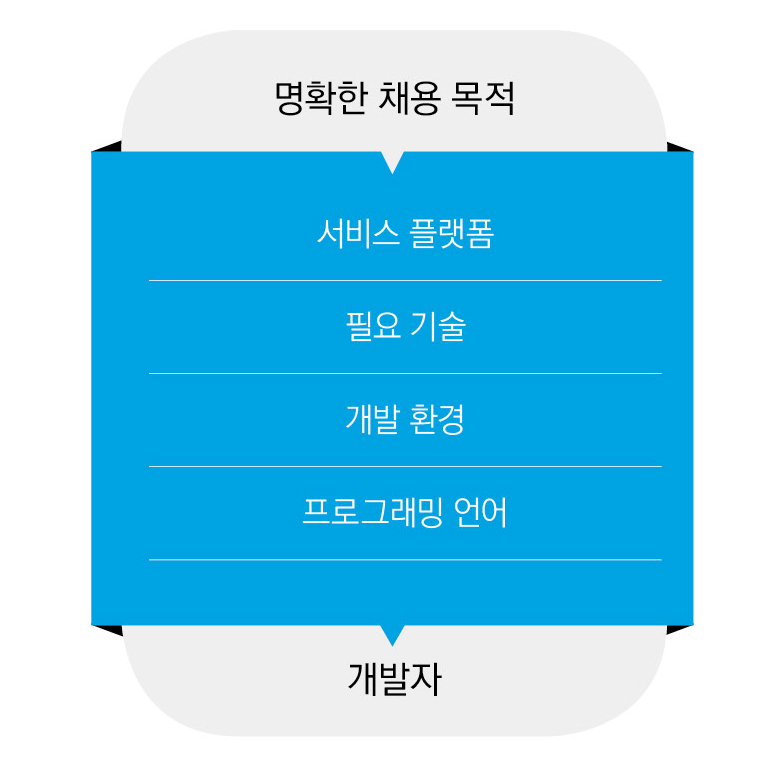 명확한 채용 목적
서비스 플랫폼
필요 기술
개발 환경
프로그래밍 언어
개발자